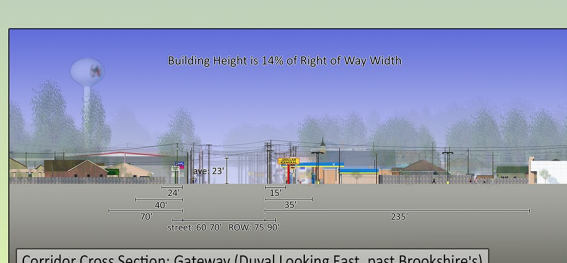 Building Height is 14% of Right of Way Width
ave: 23'
24' 15'
40' 35'
70' 235'
street: 60-70' ROW: 75-90'
Corridor Cross Section: Gateway (Duval Looking East, past Brookshire's)